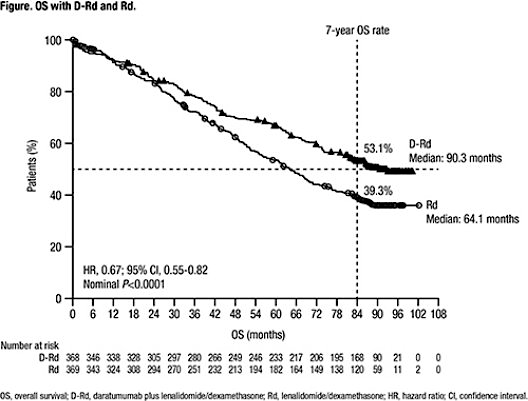 Figure. OS with D-Rd and Rd.
7-year OS rate
100
80
60
40
20
0
Patients (%)
53.1%
D-Rd
Median: 90.3 months
39.3%
Rd
Median: 64.1 months
HR, 0.67; 95% CI, 0.55-0.82
Nominal P<0.0001
0 6 12 18 24 30 36 42 48 54 60 66 72 78 84 90 96 102 108
OS (months)
Number at risk
D-Rd 368 346 338 328 305 297 280 266 249 246 233 217 206 195 168 90 21 0 0
Rd 369 343 324 308 294 270 251 232 213 194 182 164 149 138 120 59 11 2 0
OS, overall survival; D-Rd, daratumumab plus lenalidomide/dexamethasone; Rd, lenalidomide/dexamethasone; HR, hazard ratio; CI, confidence interval.